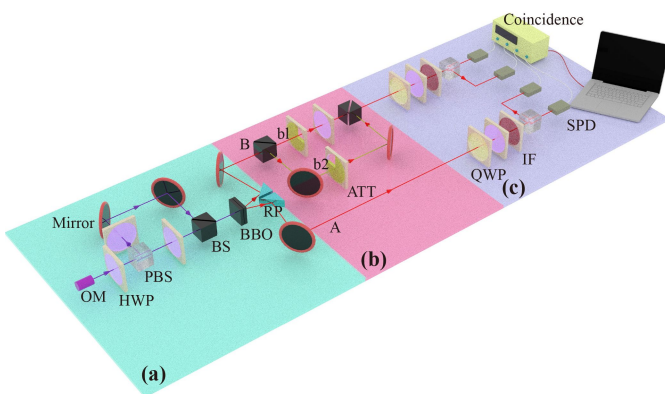 Coincidence
SPD
IF
QWP
(c)
b1
B
b2
ATT
RP
A
(b)
Mirror
BS
BBO
PBS
HWP
OM
(a)